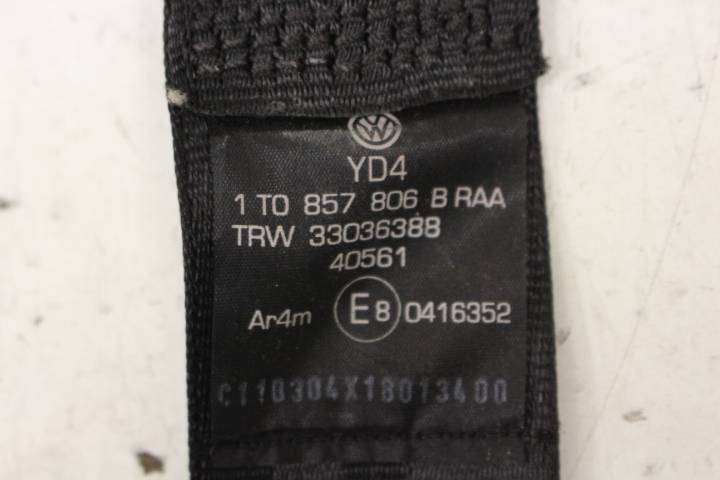 YD4
1 T0 857 806 B RAA
TRW 33036388
40561
Ar4m E8 0416352
C110304X18013400